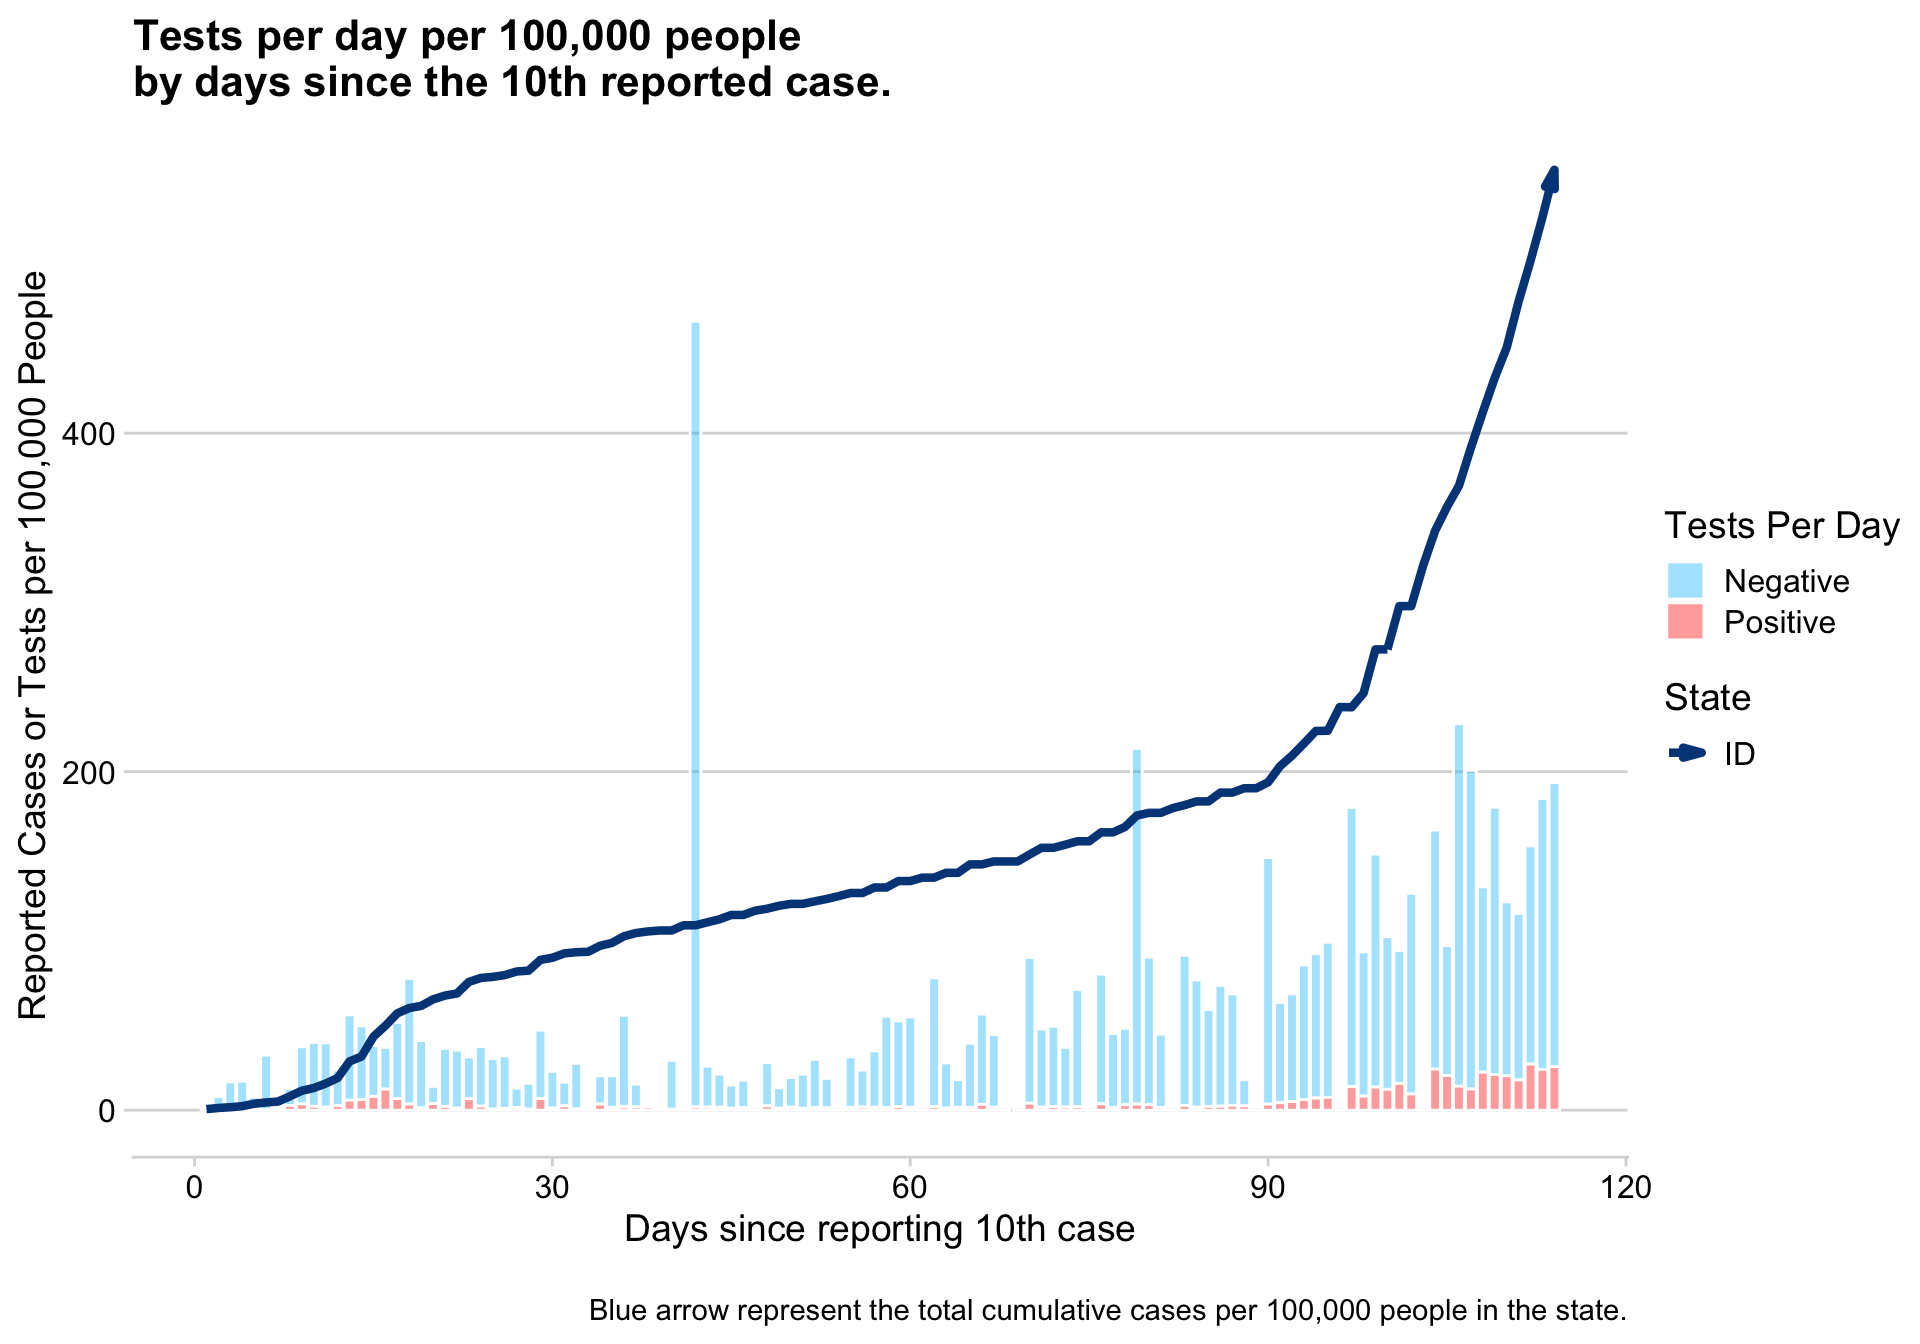 Tests per day per 100,000 people
by days since the 10th reported case.
Reported Cases or Tests per 100,000 People
400
200
0
0
30
60
90
120
Days since reporting 10th case
Tests Per Day
Negative
Positive
State
ID
Blue arrow represent the total cumulative cases per 100,000 people in the state.